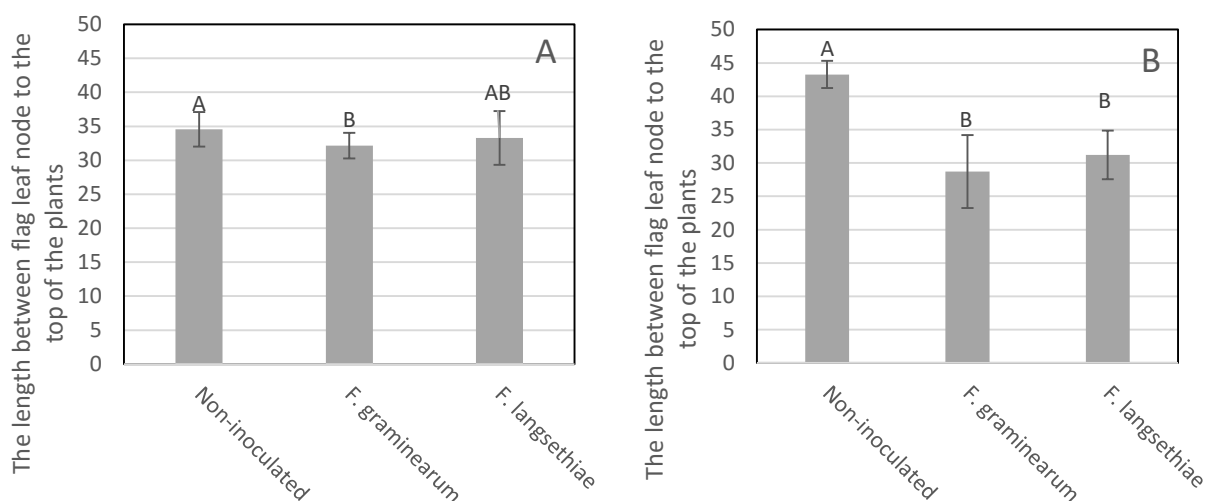 The length between flag leaf node to the
top of the plants
50
45
40
35
30
25
20
15
10
5
0
A
A
B
AB
Non-inoculated
F. graminearum
F. langsethiae
The length between flag leaf node to the
top of the plants
50
45
40
35
30
25
20
15
10
5
0
B
A
B
B
Non-inoculated
F. graminearum
F. langsethiae